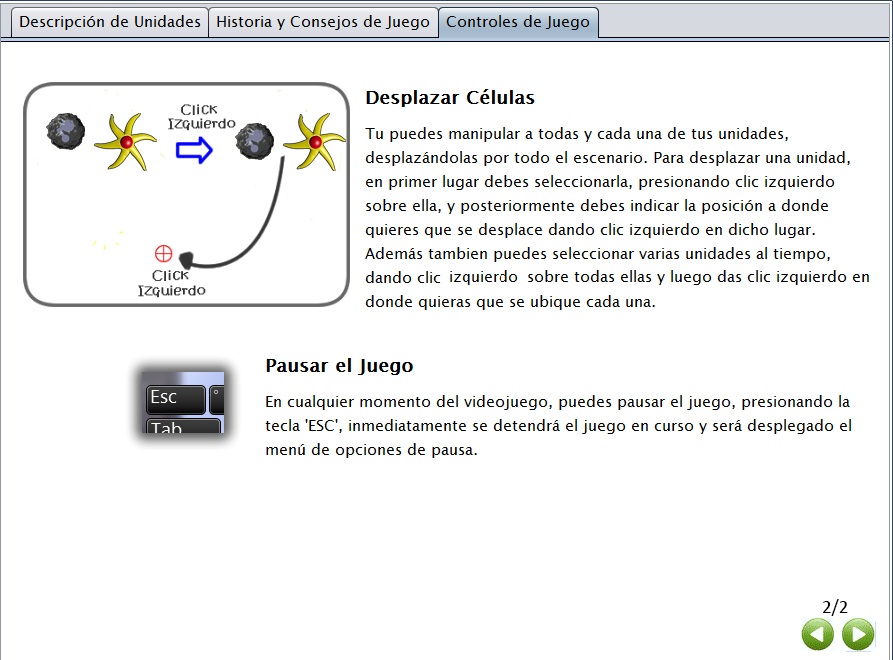 Descripción de Unidades
Historia y Consejos de Juego
Controles de Juego
Click
Izquierdo
Click
Izquierdo
Desplazar Células
Tu puedes manipular a todas y cada una de tus unidades,
desplazándolas por todo el escenario. Para desplazar una unidad,
en primer lugar debes seleccionarla, presionando clic izquierdo
sobre ella, y posteriormente debes indicar la posición a donde
quieres que se desplace dando clic izquierdo en dicho lugar.
Además tambien puedes seleccionar varias unidades al tiempo,
dando clic izquierdo sobre todas ellas y luego das clic izquierdo en
donde quieras que se ubique cada una.
Esc
°
Tab
Pausar el Juego
En cualquier momento del videojuego, puedes pausar el juego, presionando la
tecla 'ESC', inmediatamente se detendrá el juego en curso y será desplegado el
menú de opciones de pausa.
2/2